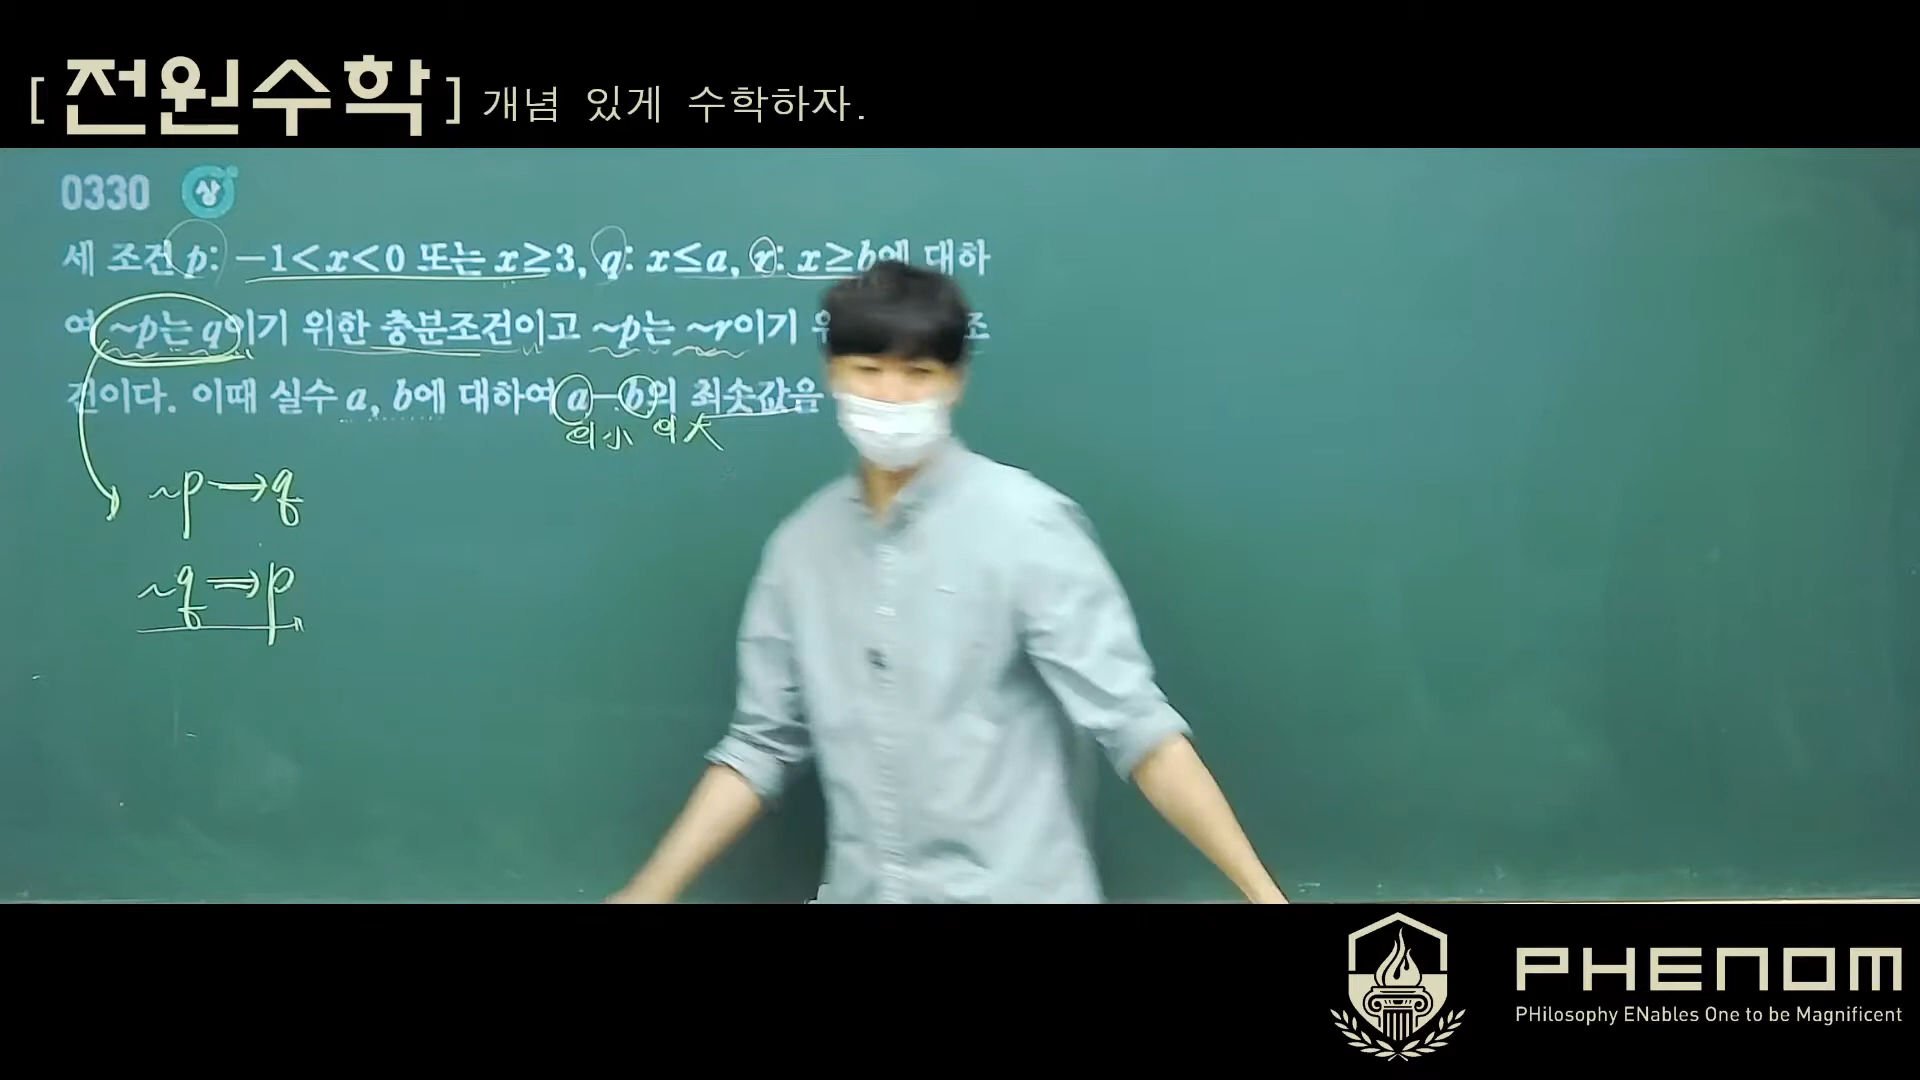 [전원수학] 개념 있게 수학하자.
0330 상
세 조건 p: −1<x<0 또는 x≥3, q: x≤a, r: x≥b에 대하
여 ~p는 q이기 위한 충분조건이고 ~p는 ~r이기 조
건이다. 이때 실수 a, b에 대하여 a−b의 최솟값을
~p→q
~q⇒p
PHENOM
PHilosophy ENables One to be Magnificent